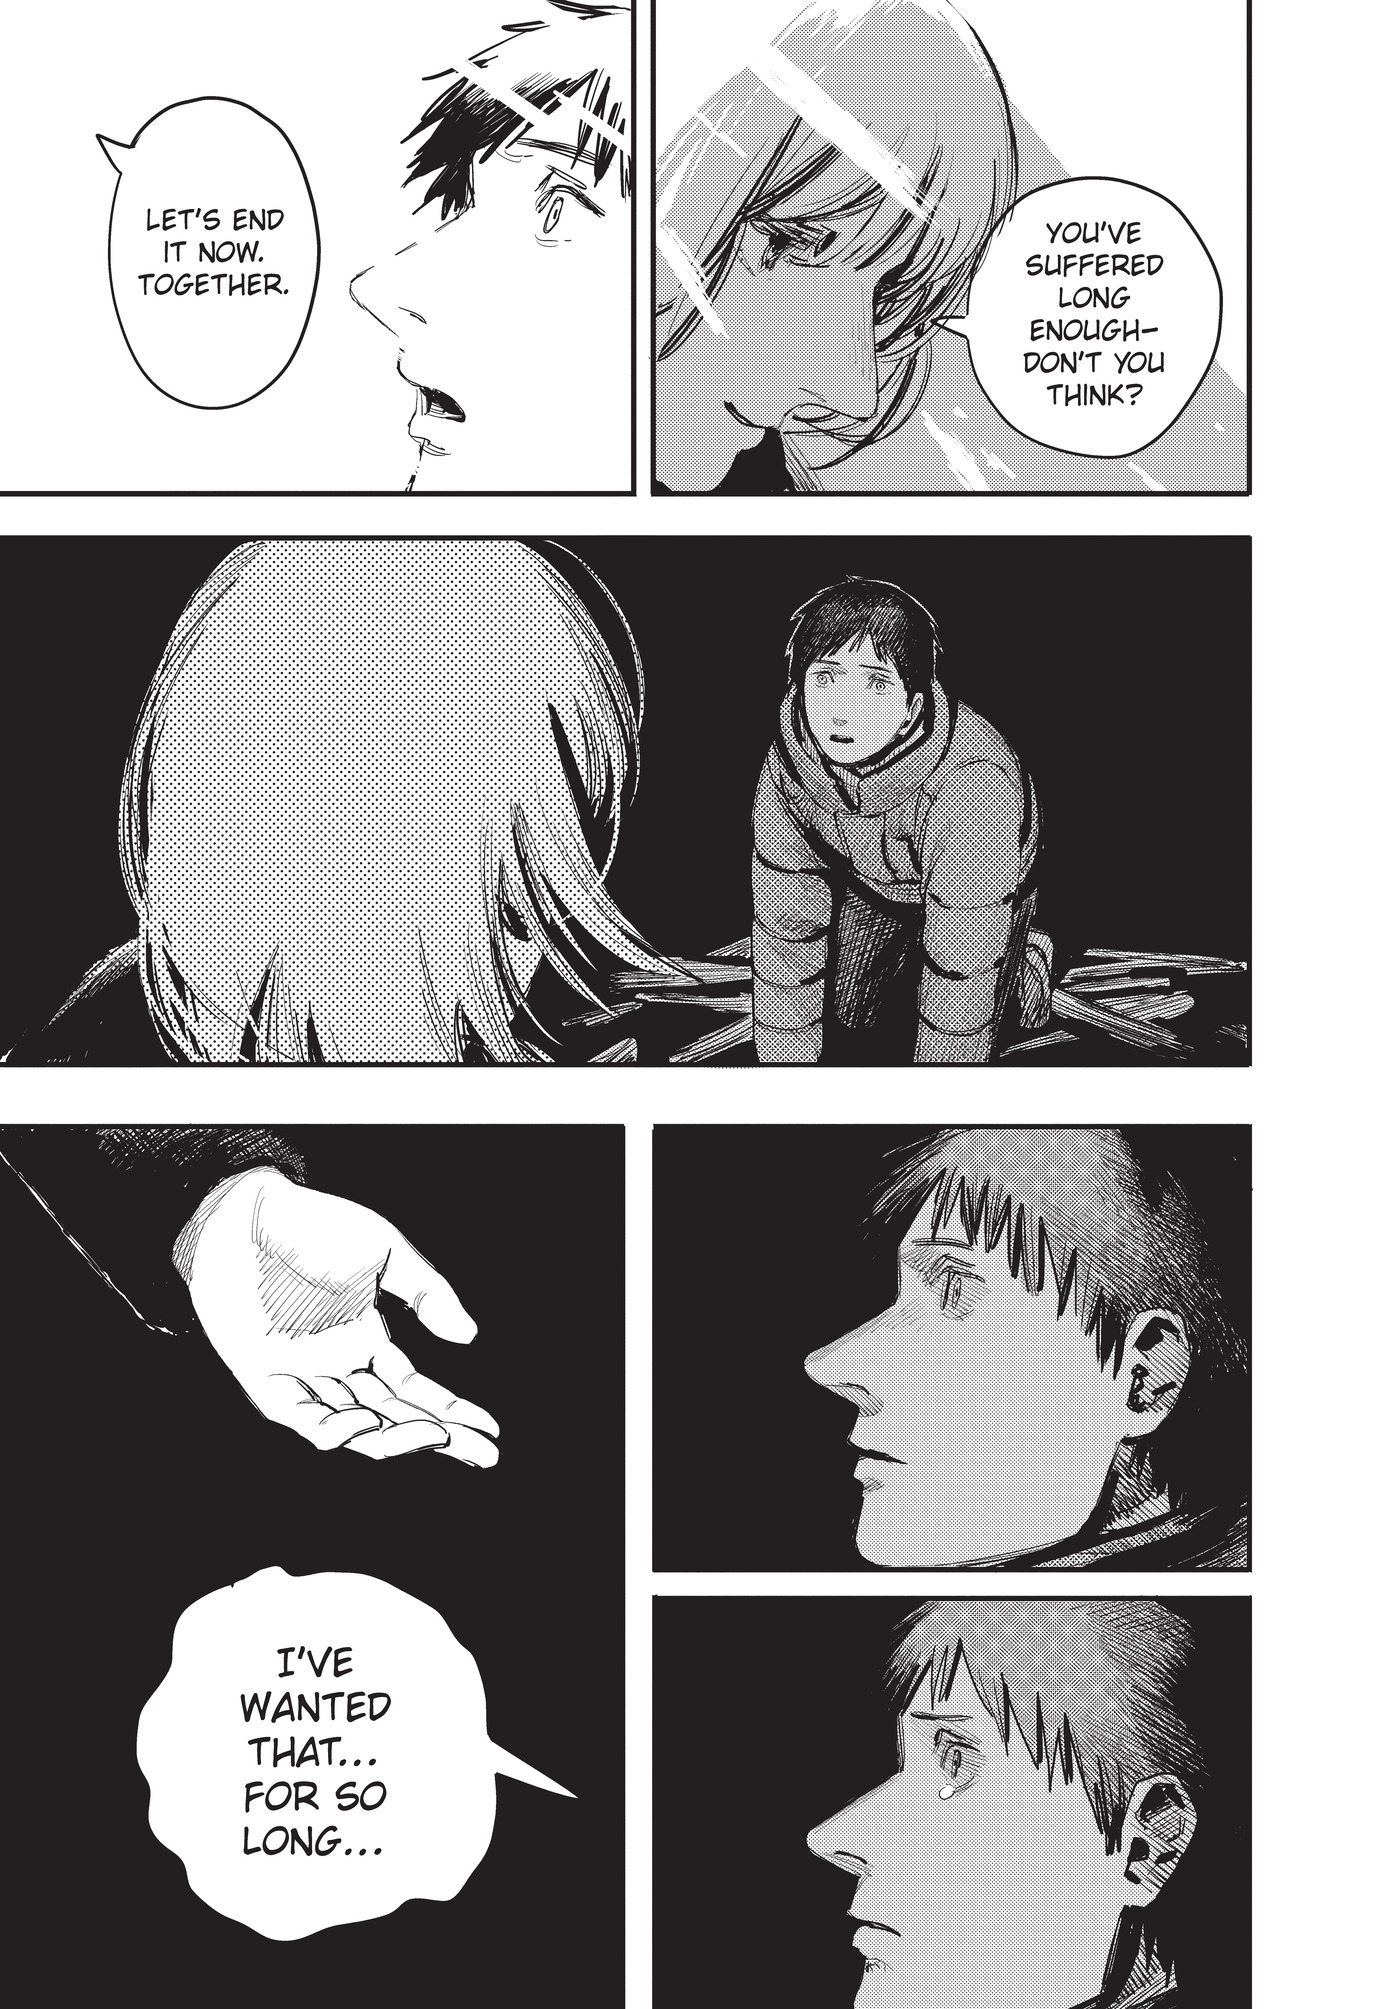 YOU'VE
SUFFERED
LONG
ENOUGH—
DON'T YOU
THINK?
LET'S END
IT NOW.
TOGETHER.
I'VE
WANTED
THAT...
FOR SO
LONG...